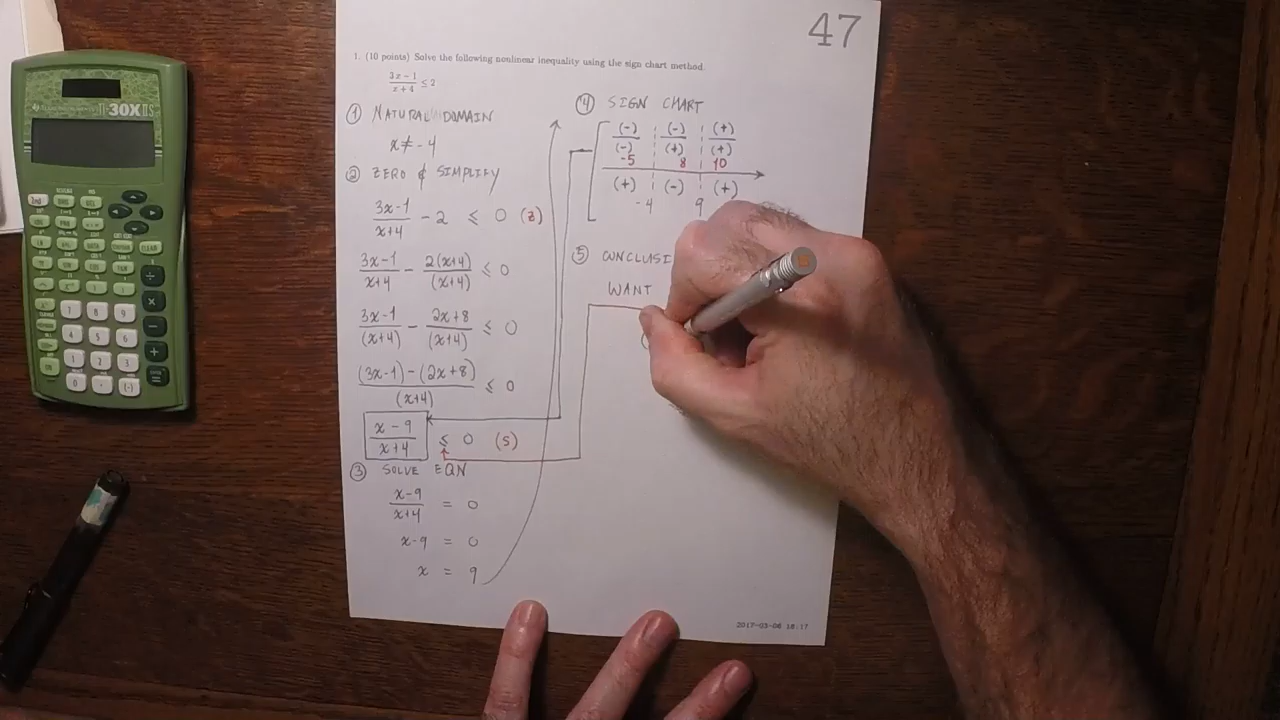 47
1. (10 points) Solve the following nonlinear inequality using the sign chart method.
3x − 1
x + 4
≤ 2
① NATURAL DOMAIN
x ≠ -4
② ZERO & SIMPLIFY
3x-1
x+4
- 2 ≤ 0 (Z)
3x-1
x+4
- 2(x+4)
(x+4)
≤ 0
3x-1
(x+4)
- 2x+8
(x+4)
≤ 0
(3x-1) - (2x+8)
(x+4)
≤ 0
x - 9
x+4
≤ 0 (S)
③ SOLVE EQN
x-9
x+4
= 0
x-9 = 0
x = 9
④ SIGN CHART
(-) (-) (+)
(-) (+) (+)
-5 8 10
(+) (-) (+)
-4 9
⑤ CONCLUSI
WANT
(
TI-30X IIS
2017-03-06 16:17